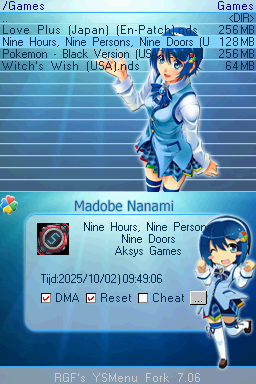 /Games Games
.. <DIR>
Love Plus (Japan) (En-Patch).nds 256MB
Nine Hours, Nine Persons, Nine Doors (U 128MB
Pokemon - Black Version (US 256MB
Witch's Wish (USA).nds 64MB
Madobe Nanami
Nine Hours, Nine Person
Nine Doors
Aksys Games
Tijd:2025/10/02) 09:49:06
DMA Reset Cheat ...
RGF's YSMenu Fork 7.06